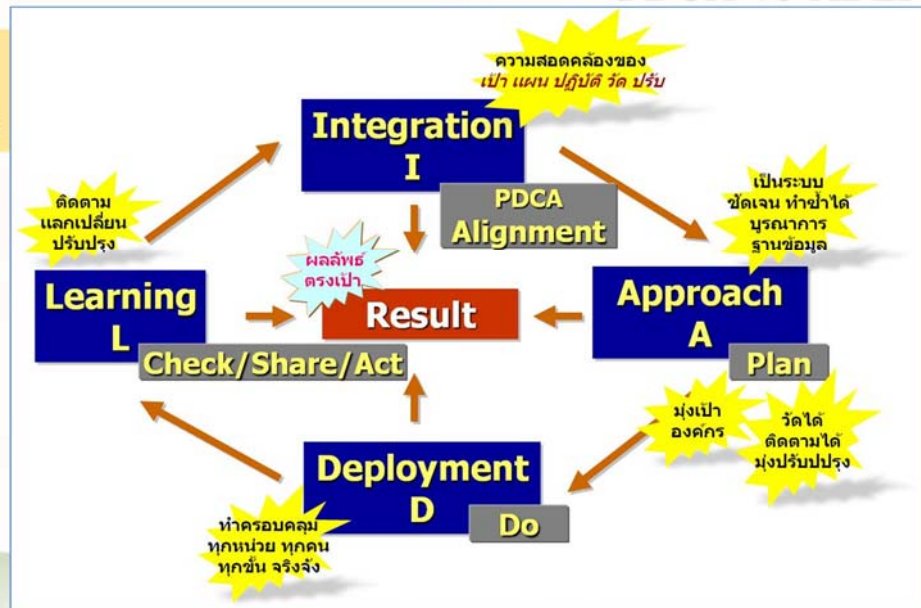 ความสอดคล้องของ
เป้า แผน ปฏิบัติ วัด ปรับ
Integration
I
PDCA
Alignment
ติดตาม
แลกเปลี่ยน
ปรับปรุง
เป็นระบบ
ชัดเจน ทำซ้ำได้
บูรณาการ
ฐานข้อมูล
ผลลัพธ์
ตรงเป้า
Learning
L
Check/Share/Act
Result
Approach
A
Plan
มุ่งเป้า
องค์กร
วัดได้
ติดตามได้
มุ่งปรับปปรุง
Deployment
D
Do
ทำครอบคลุม
ทุกหน่วย ทุกคน
ทุกขั้น จริงจัง